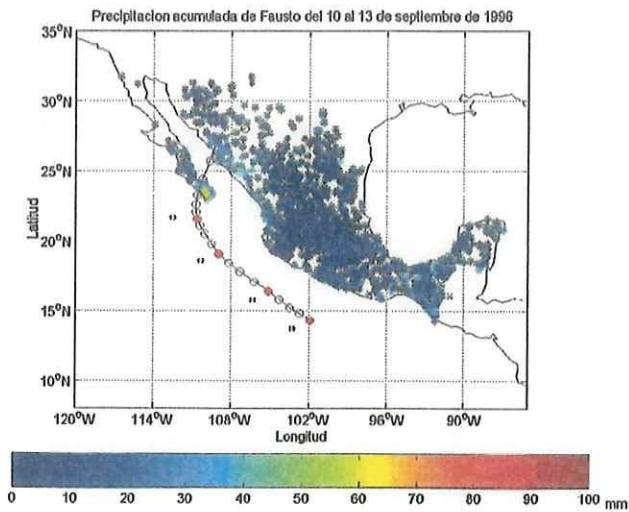 Precipitacion acumulada de Fausto del 10 al 13 de septiembre de 1996
35°N
30°N
25°N
20°N
15°N
10°N
Latitud
120°W 114°W 108°W 102°W 96°W 90°W
Longitud
0 10 20 30 40 50 60 70 80 90 100 mm